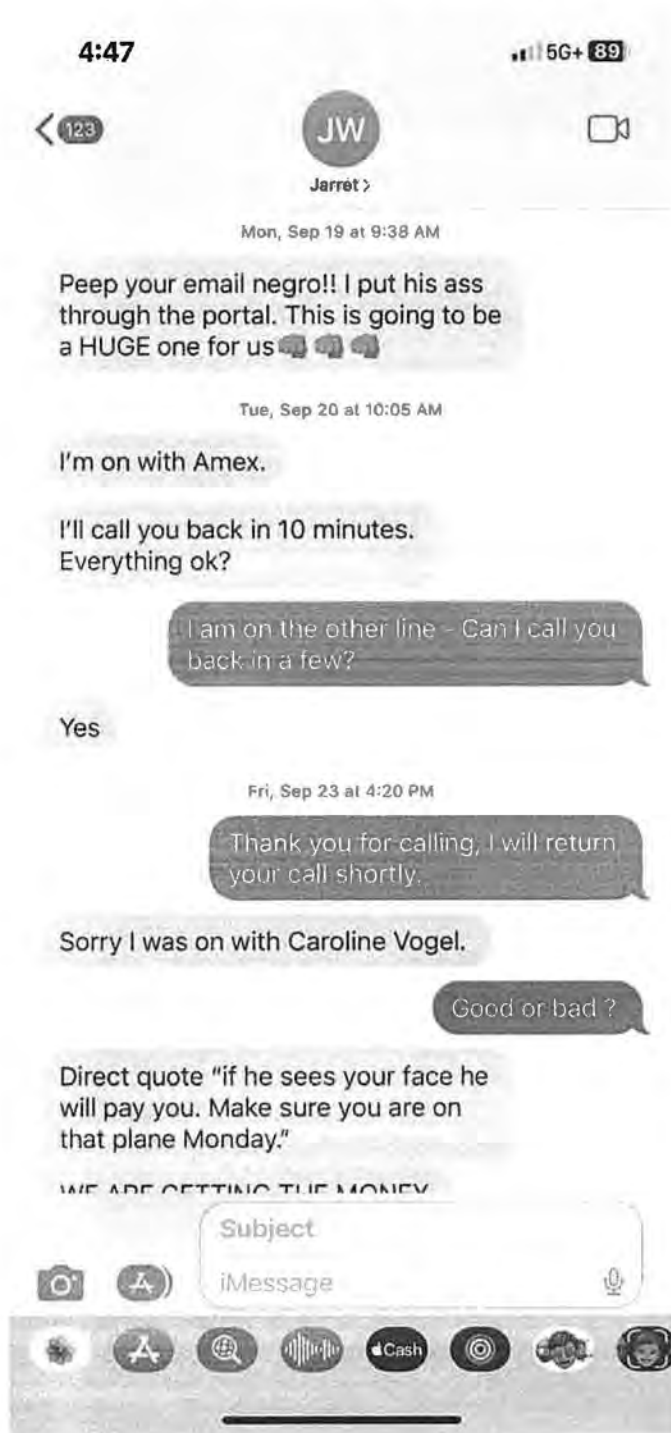 4:47
5G+ 89
123
JW
Jarret >
Mon, Sep 19 at 9:38 AM
Peep your email negro!! I put his ass
through the portal. This is going to be
a HUGE one for us👊👊👊
Tue, Sep 20 at 10:05 AM
I'm on with Amex.
I'll call you back in 10 minutes.
Everything ok?
I am on the other line - Can I call you
back in a few?
Yes
Fri, Sep 23 at 4:20 PM
Thank you for calling, I will return
your call shortly.
Sorry I was on with Caroline Vogel.
Good or bad ?
Direct quote "if he sees your face he
will pay you. Make sure you are on
that plane Monday."
WE ARE GETTING THE MONEY
Subject
iMessage
Cash